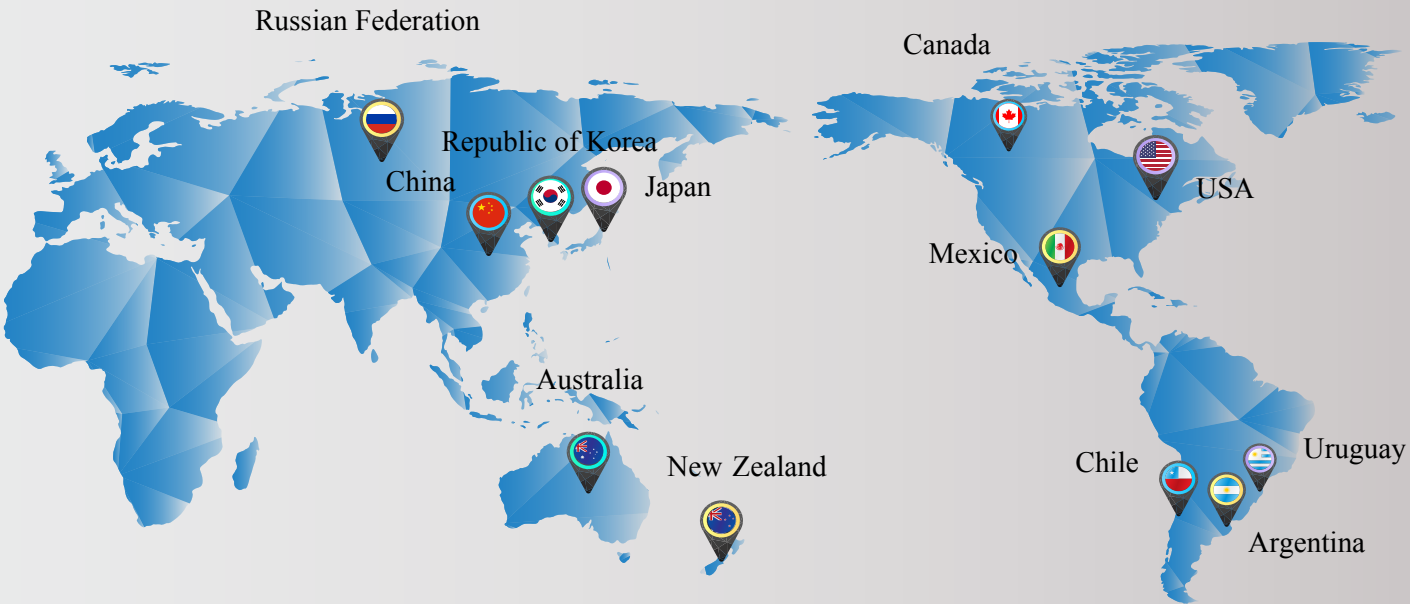 Russian Federation
Canada
Republic of Korea
China
Japan
USA
Mexico
Australia
Uruguay
Chile
New Zealand
Argentina